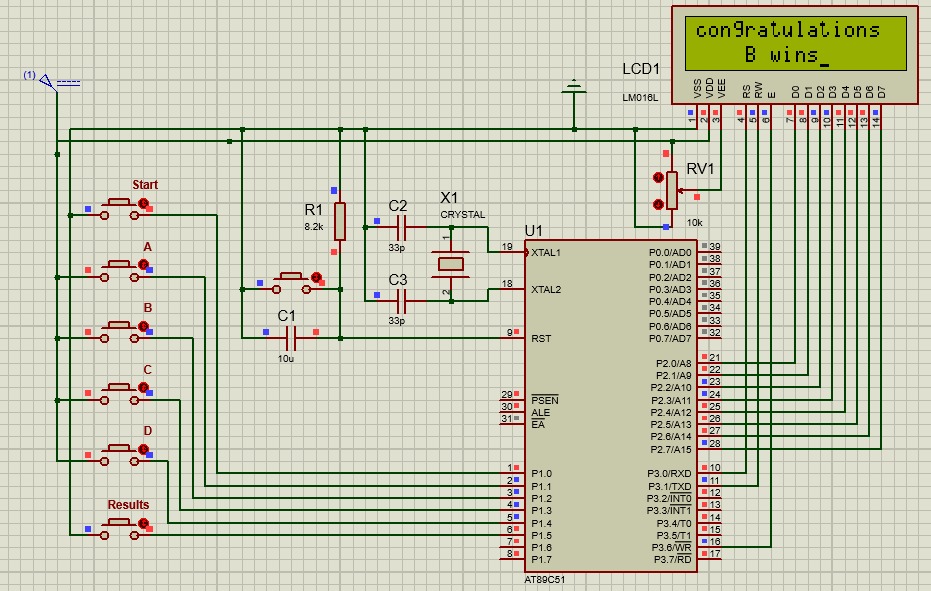 congratulations
B wins_
(1)
LCD1
LM016L
VSS
VDD
VEE
RS
RW
E
D0
D1
D2
D3
D4
D5
D6
D7
1
2
3
4
5
6
7
8
9
10
11
12
13
14
RV1
10k
Start
A
B
C
D
Results
R1
8.2k
C1
10u
C2
33p
C3
33p
X1
CRYSTAL
1
2
U1
19 XTAL1
18 XTAL2
9 RST
29 PSEN
30 ALE
31 EA
1 P1.0
2 P1.1
3 P1.2
4 P1.3
5 P1.4
6 P1.5
7 P1.6
8 P1.7
P0.0/AD0 39
P0.1/AD1 38
P0.2/AD2 37
P0.3/AD3 36
P0.4/AD4 35
P0.5/AD5 34
P0.6/AD6 33
P0.7/AD7 32
P2.0/A8 21
P2.1/A9 22
P2.2/A10 23
P2.3/A11 24
P2.4/A12 25
P2.5/A13 26
P2.6/A14 27
P2.7/A15 28
P3.0/RXD 10
P3.1/TXD 11
P3.2/INT0 12
P3.3/INT1 13
P3.4/T0 14
P3.5/T1 15
P3.6/WR 16
P3.7/RD 17
AT89C51